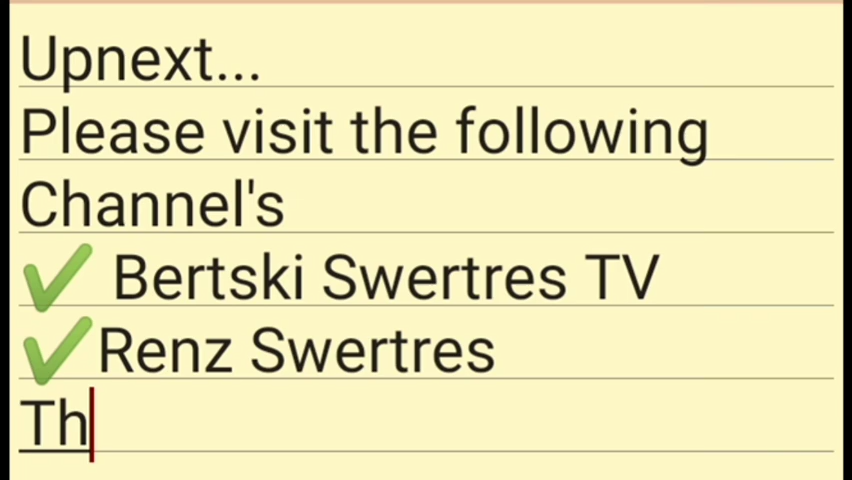 Upnext...
Please visit the following
Channel's
✔ Bertski Swertres TV
✔Renz Swertres
Th